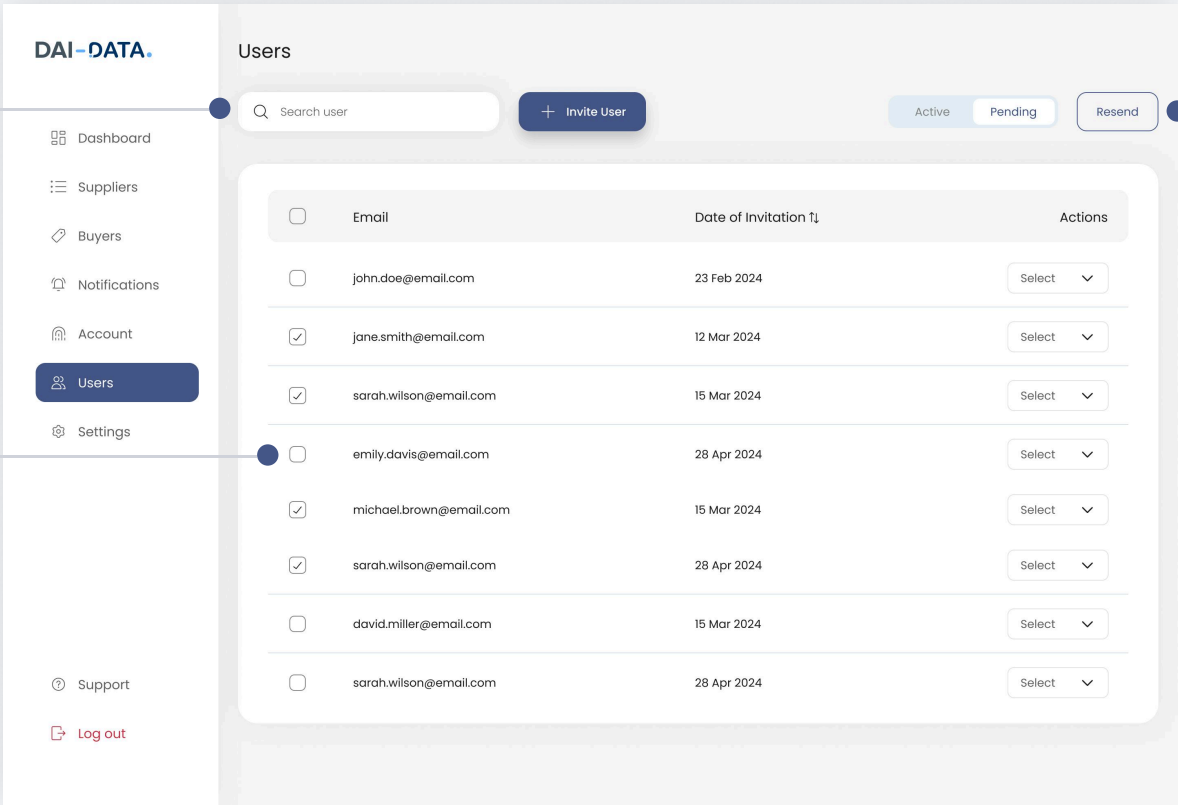 DAI-DATA.
Dashboard
Suppliers
Buyers
Notifications
Account
Users
Settings
Support
Log out
Users
Search user
Invite User
Active Pending Resend
Email Date of Invitation Actions
john.doe@email.com 23 Feb 2024 Select
jane.smith@email.com 12 Mar 2024 Select
sarah.wilson@email.com 15 Mar 2024 Select
emily.davis@email.com 28 Apr 2024 Select
michael.brown@email.com 15 Mar 2024 Select
sarah.wilson@email.com 28 Apr 2024 Select
david.miller@email.com 15 Mar 2024 Select
sarah.wilson@email.com 28 Apr 2024 Select